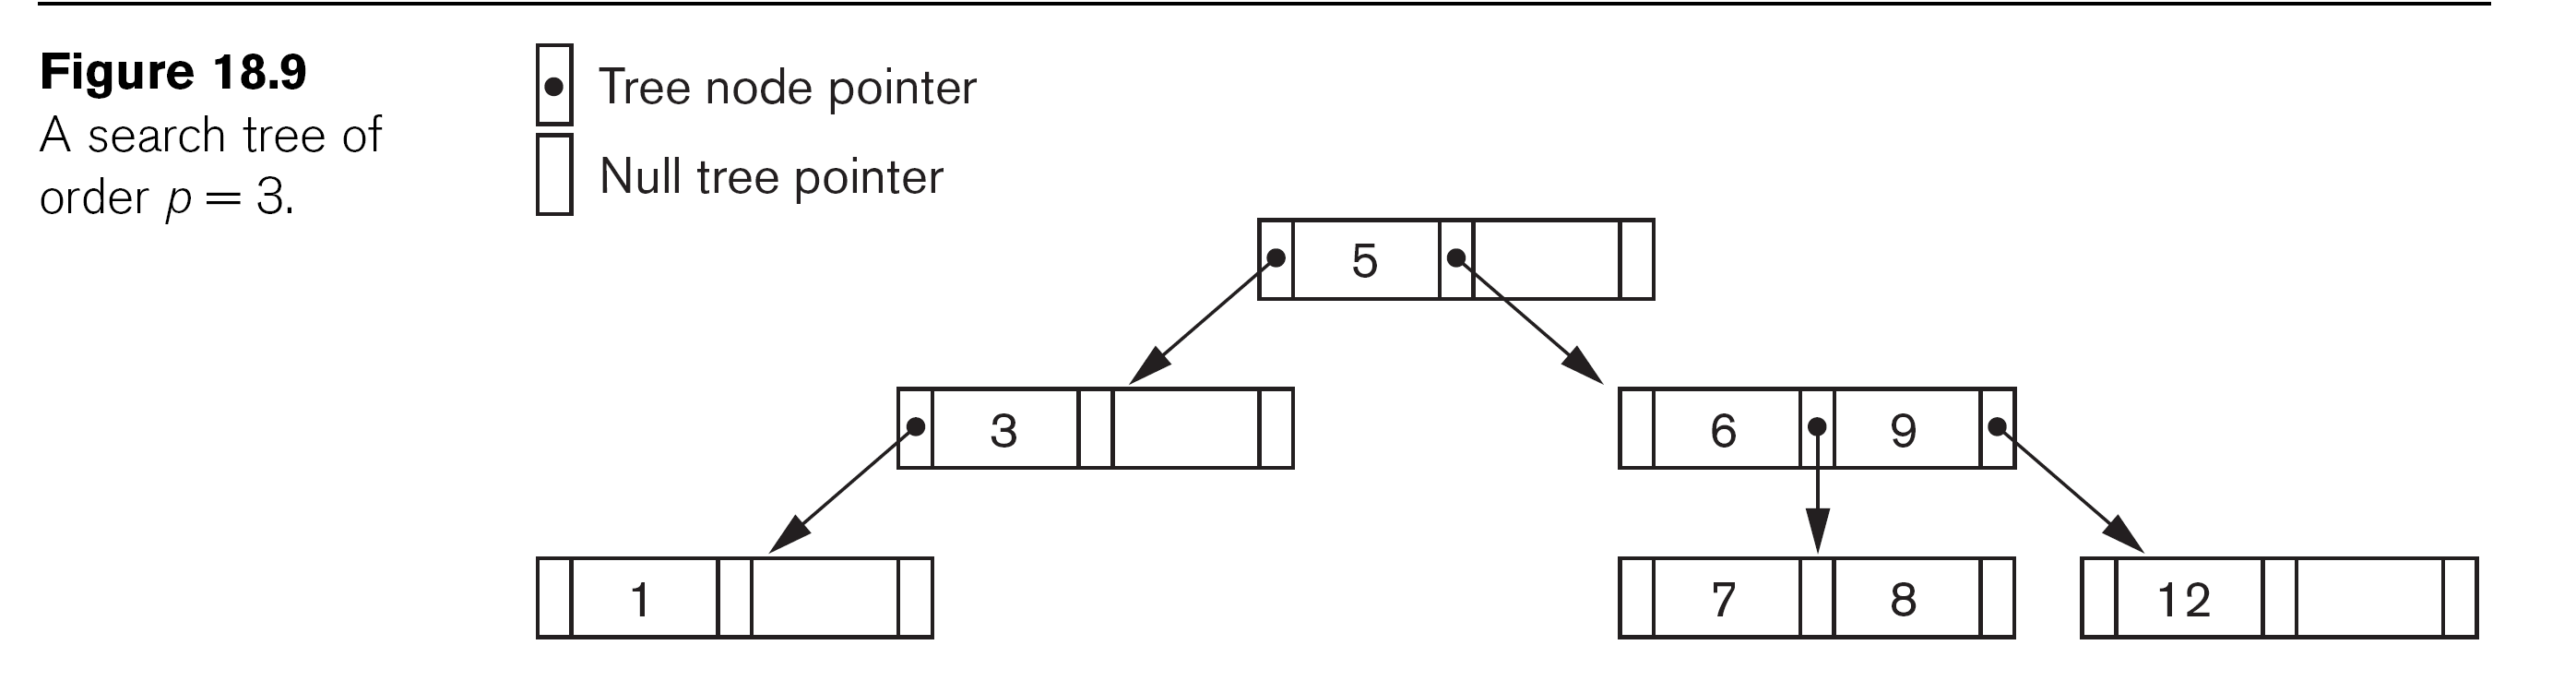 Figure 18.9
A search tree of
order p = 3.
Tree node pointer
Null tree pointer
5
3
6 9
1
7 8
12